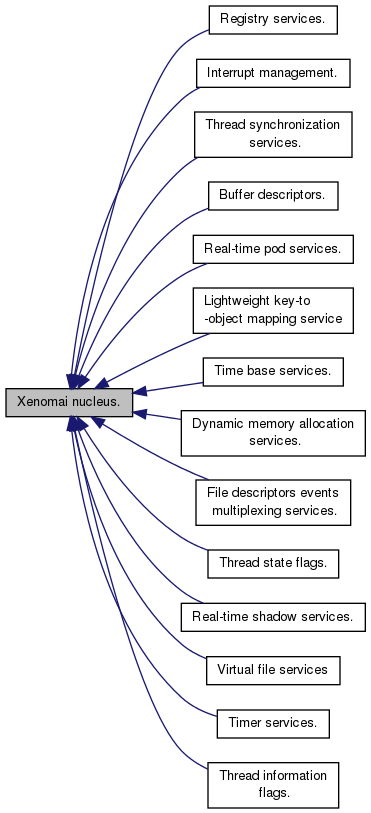 Registry services.
Interrupt management.
Thread synchronization
services.
Buffer descriptors.
Real-time pod services.
Lightweight key-to
-object mapping service
Time base services.
Xenomai nucleus.
Dynamic memory allocation
services.
File descriptors events
multiplexing services.
Thread state flags.
Real-time shadow services.
Virtual file services
Timer services.
Thread information
flags.